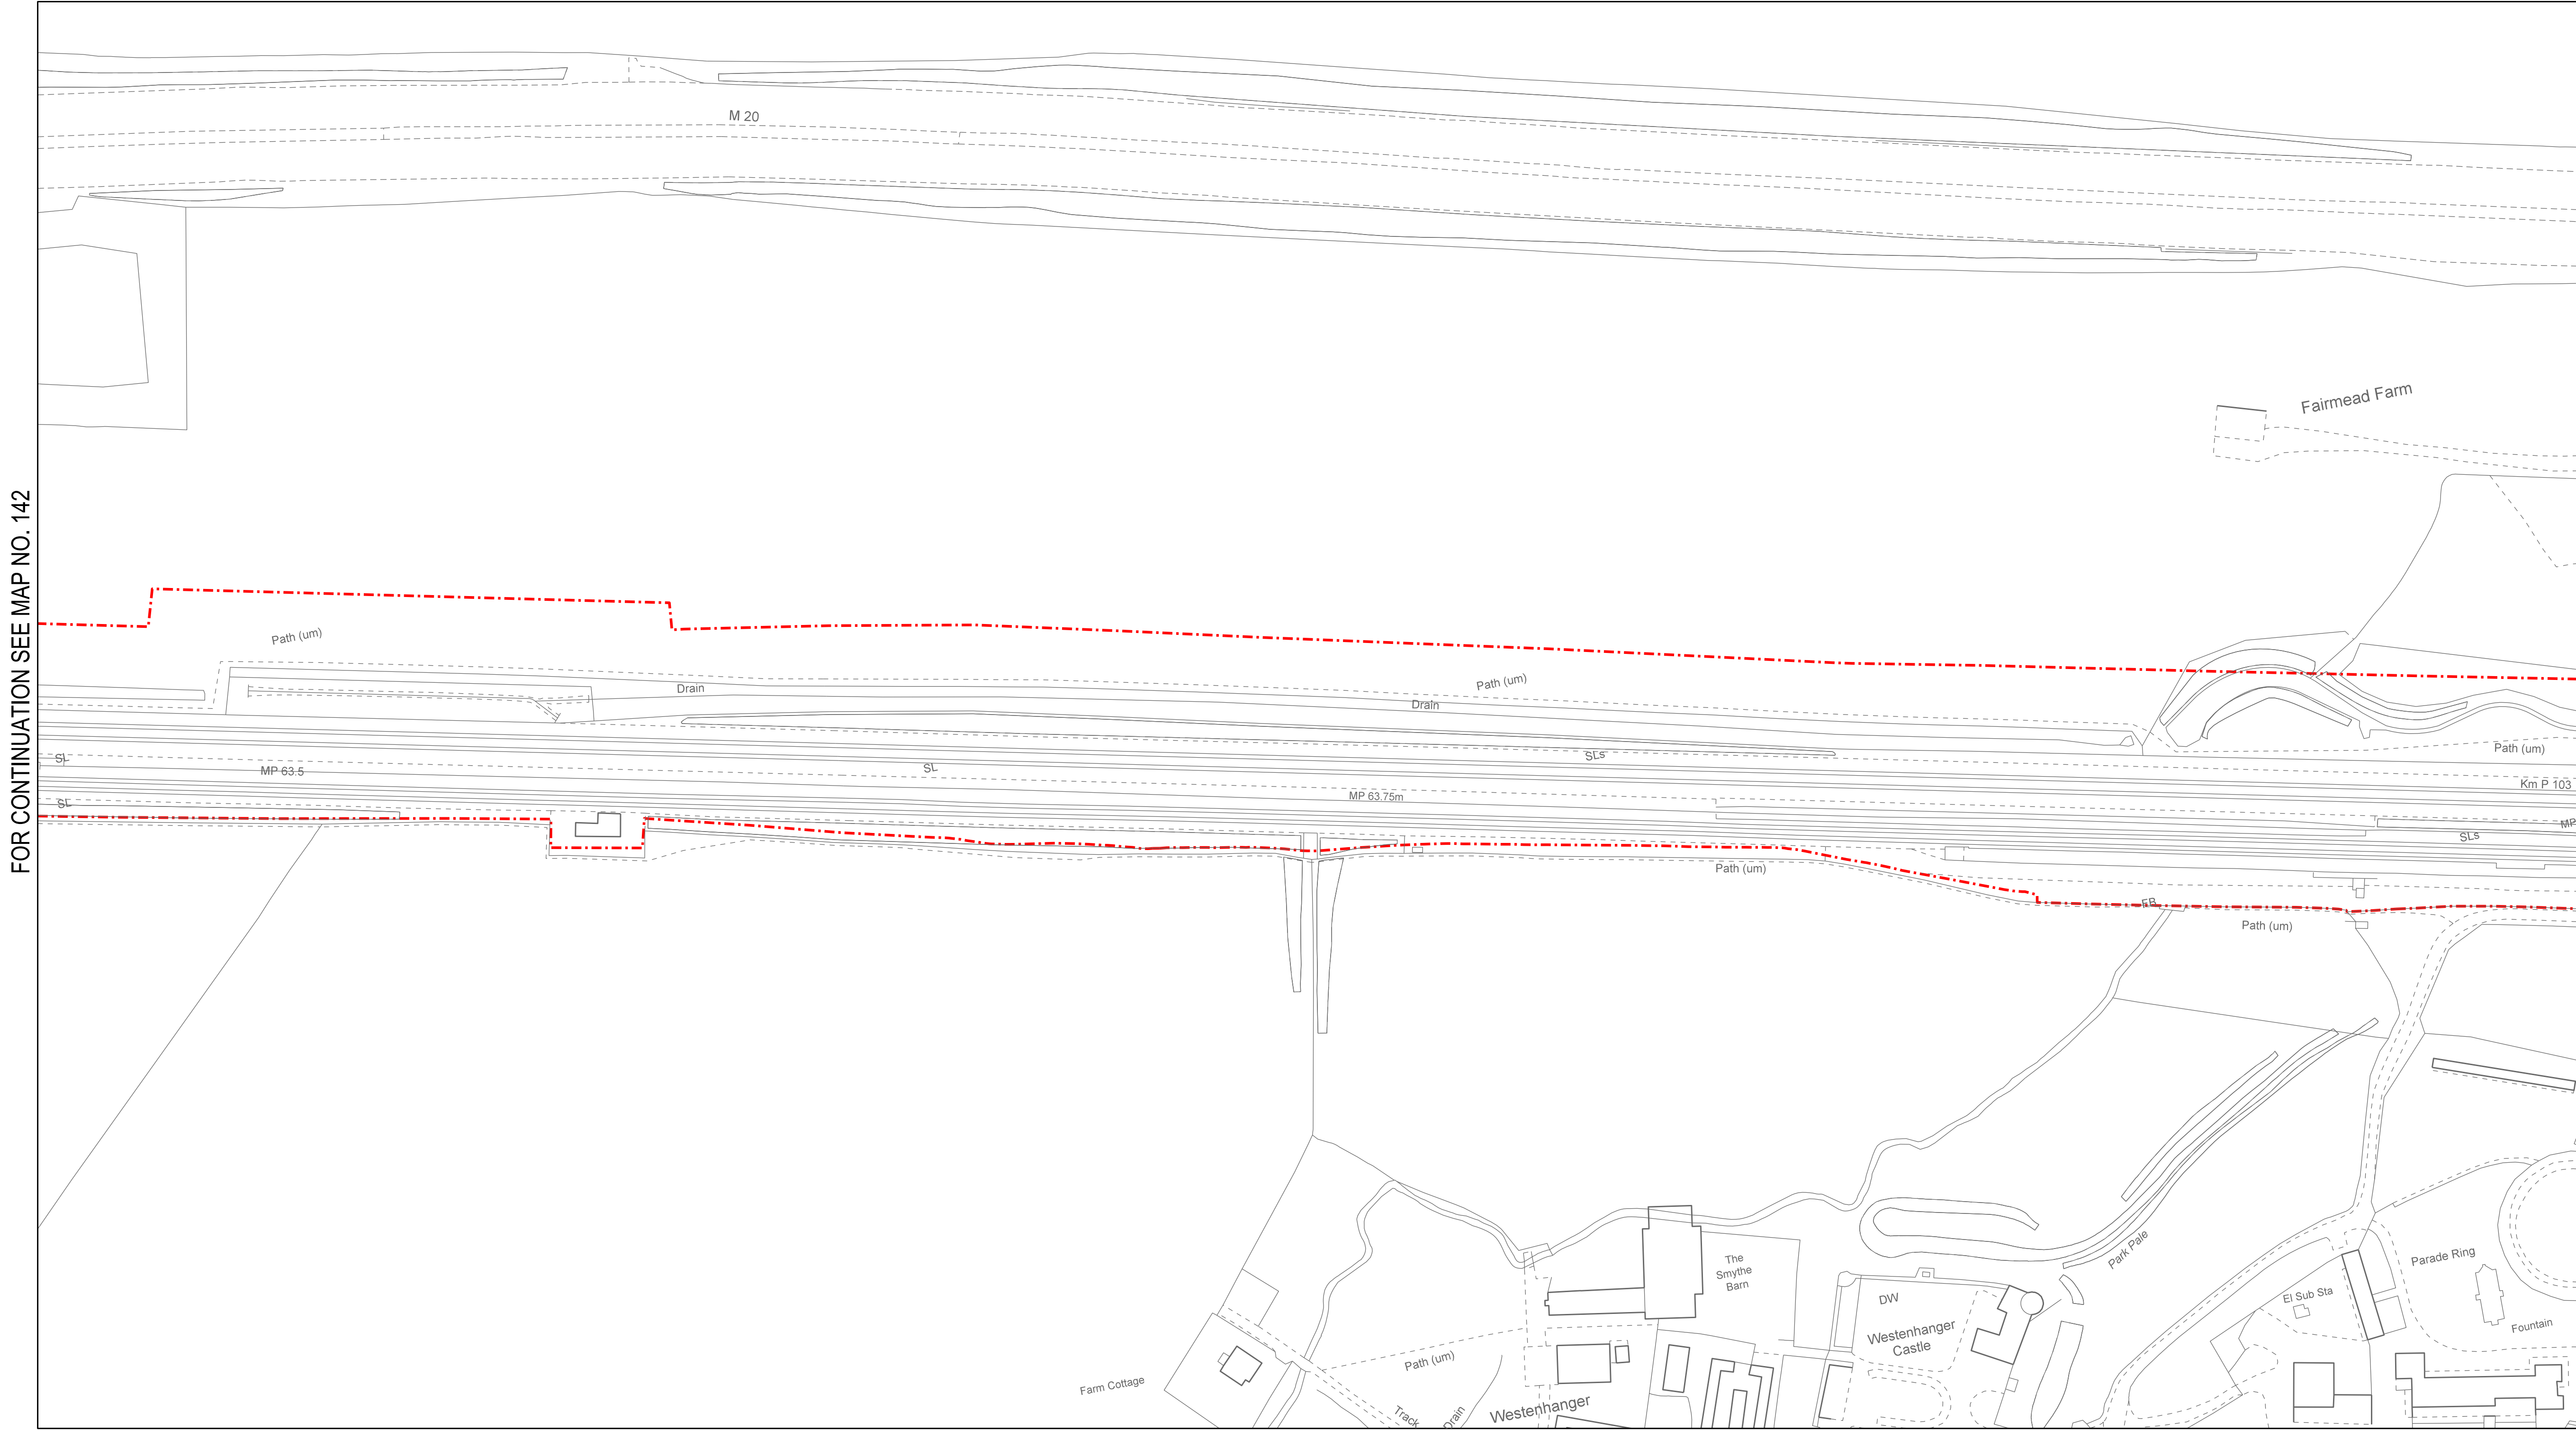 M 20
Fairmead Farm
FOR CONTINUATION SEE MAP NO. 142
Path (um)
Path (um)
Drain
Drain
Path (um)
SL
SLs
MP 63.5
SL
Km P 103
MP 63.75m
SL
MP
SLs
Path (um)
FB
Path (um)
Park Pale
The
Smythe
Barn
Parade Ring
DW
El Sub Sta
Fountain
Westenhanger
Castle
Path (um)
Farm Cottage
Westenhanger
Track
Drain